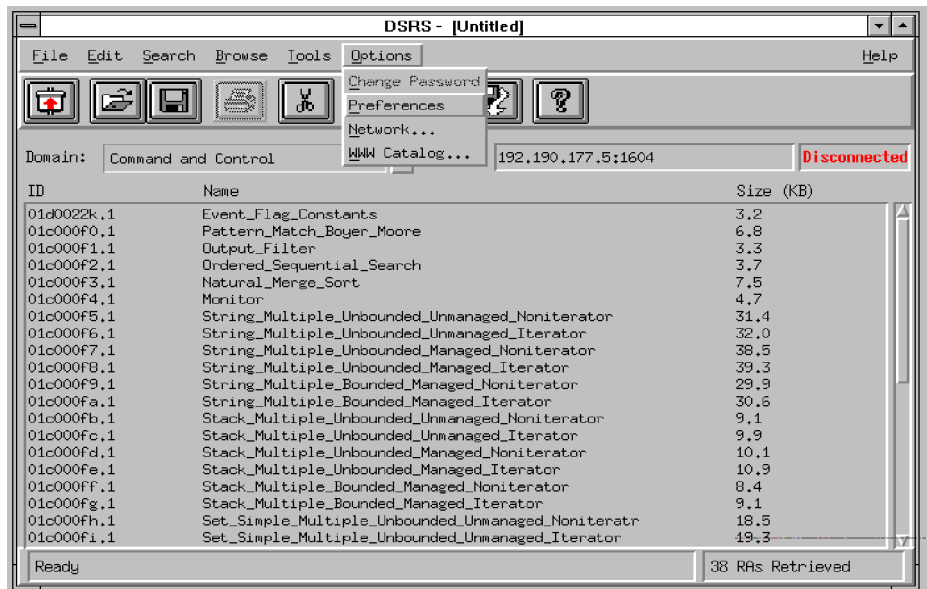 DSRS - [Untitled]
File Edit Search Browse Tools Options Help
Change Password
Preferences
Network...
WWW Catalog...
Domain: Command and Control 192.190.177.5:1604 Disconnected
ID Name Size (KB)
01d0022k.1 Event_Flag_Constants 3.2
01c000f0.1 Pattern_Match_Boyer_Moore 6.8
01c000f1.1 Output_Filter 3.3
01c000f2.1 Ordered_Sequential_Search 3.7
01c000f3.1 Natural_Merge_Sort 7.5
01c000f4.1 Monitor 4.7
01c000f5.1 String_Multiple_Unbounded_Unmanaged_Noniterator 31.4
01c000f6.1 String_Multiple_Unbounded_Unmanaged_Iterator 32.0
01c000f7.1 String_Multiple_Unbounded_Managed_Noniterator 38.5
01c000f8.1 String_Multiple_Unbounded_Managed_Iterator 39.3
01c000f9.1 String_Multiple_Bounded_Managed_Noniterator 29.9
01c000fa.1 String_Multiple_Bounded_Managed_Iterator 30.6
01c000fb.1 Stack_Multiple_Unbounded_Unmanaged_Noniterator 9.1
01c000fc.1 Stack_Multiple_Unbounded_Unmanaged_Iterator 9.9
01c000fd.1 Stack_Multiple_Unbounded_Managed_Noniterator 10.1
01c000fe.1 Stack_Multiple_Unbounded_Managed_Iterator 10.9
01c000ff.1 Stack_Multiple_Bounded_Managed_Noniterator 8.4
01c000fg.1 Stack_Multiple_Bounded_Managed_Iterator 9.1
01c000fh.1 Set_Simple_Multiple_Unbounded_Unmanaged_Noniteratr 18.5
01c000fi.1 Set_Simple_Multiple_Unbounded_Unmanaged_Iterator 19.3
Ready 38 RAs Retrieved